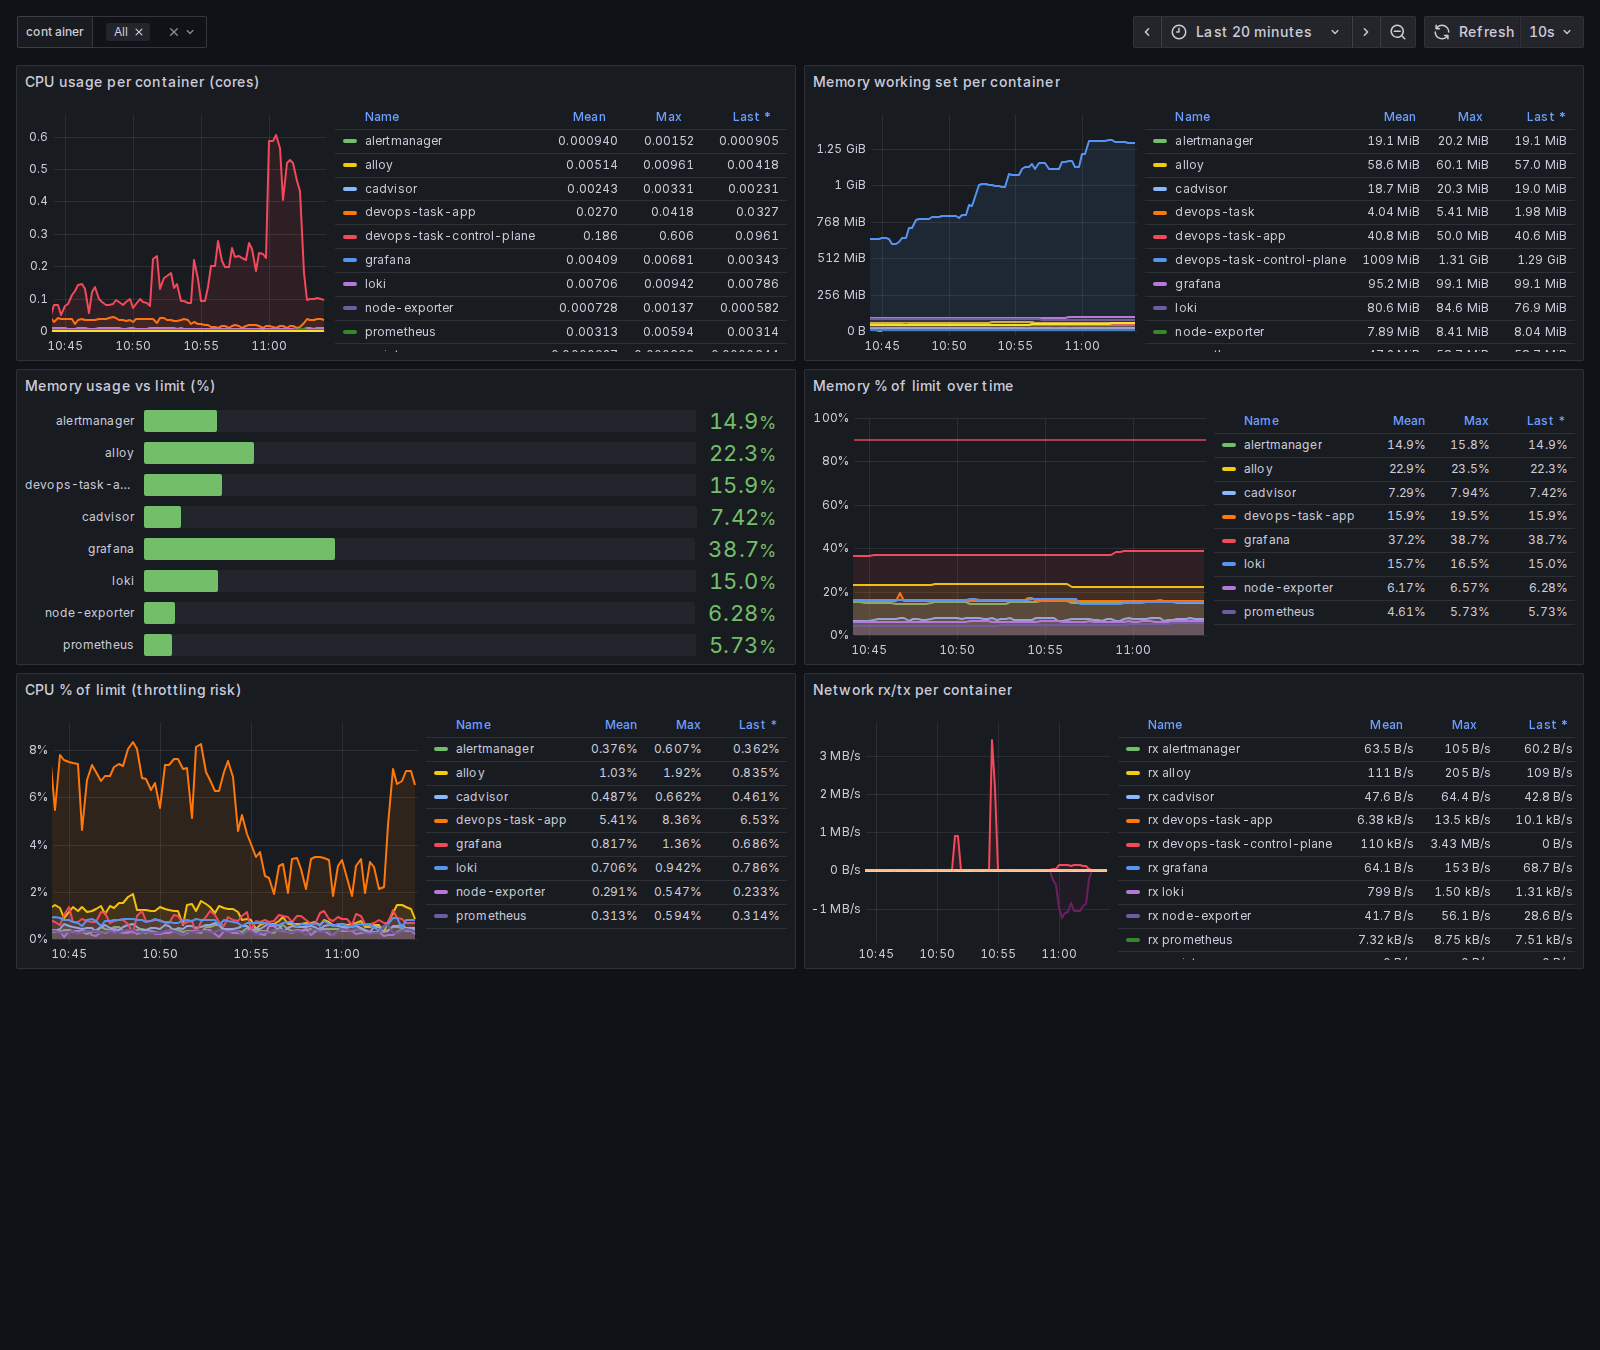 container All
Last 20 minutes Refresh 10s
CPU usage per container (cores)
Name Mean Max Last *
0.6
0.5
0.4
0.3
0.2
0.1
0
10:45 10:50 10:55 11:00
alertmanager 0.000940 0.00152 0.000905
alloy 0.00514 0.00961 0.00418
cadvisor 0.00243 0.00331 0.00231
devops-task-app 0.0270 0.0418 0.0327
devops-task-control-plane 0.186 0.606 0.0961
grafana 0.00409 0.00681 0.00343
loki 0.00706 0.00942 0.00786
node-exporter 0.000728 0.00137 0.000582
prometheus 0.00313 0.00594 0.00314
Memory working set per container
Name Mean Max Last *
1.25 GiB
1 GiB
768 MiB
512 MiB
256 MiB
0 B
10:45 10:50 10:55 11:00
alertmanager 19.1 MiB 20.2 MiB 19.1 MiB
alloy 58.6 MiB 60.1 MiB 57.0 MiB
cadvisor 18.7 MiB 20.3 MiB 19.0 MiB
devops-task 4.04 MiB 5.41 MiB 1.98 MiB
devops-task-app 40.8 MiB 50.0 MiB 40.6 MiB
devops-task-control-plane 1009 MiB 1.31 GiB 1.29 GiB
grafana 95.2 MiB 99.1 MiB 99.1 MiB
loki 80.6 MiB 84.6 MiB 76.9 MiB
node-exporter 7.89 MiB 8.41 MiB 8.04 MiB
Memory usage vs limit (%)
alertmanager 14.9%
alloy 22.3%
devops-task-a... 15.9%
cadvisor 7.42%
grafana 38.7%
loki 15.0%
node-exporter 6.28%
prometheus 5.73%
Memory % of limit over time
Name Mean Max Last *
100%
80%
60%
40%
20%
0%
10:45 10:50 10:55 11:00
alertmanager 14.9% 15.8% 14.9%
alloy 22.9% 23.5% 22.3%
cadvisor 7.29% 7.94% 7.42%
devops-task-app 15.9% 19.5% 15.9%
grafana 37.2% 38.7% 38.7%
loki 15.7% 16.5% 15.0%
node-exporter 6.17% 6.57% 6.28%
prometheus 4.61% 5.73% 5.73%
CPU % of limit (throttling risk)
Name Mean Max Last *
8%
6%
4%
2%
0%
10:45 10:50 10:55 11:00
alertmanager 0.376% 0.607% 0.362%
alloy 1.03% 1.92% 0.835%
cadvisor 0.487% 0.662% 0.461%
devops-task-app 5.41% 8.36% 6.53%
grafana 0.817% 1.36% 0.686%
loki 0.706% 0.942% 0.786%
node-exporter 0.291% 0.547% 0.233%
prometheus 0.313% 0.594% 0.314%
Network rx/tx per container
Name Mean Max Last *
3 MB/s
2 MB/s
1 MB/s
0 B/s
-1 MB/s
10:45 10:50 10:55 11:00
rx alertmanager 63.5 B/s 105 B/s 60.2 B/s
rx alloy 111 B/s 205 B/s 109 B/s
rx cadvisor 47.6 B/s 64.4 B/s 42.8 B/s
rx devops-task-app 6.38 kB/s 13.5 kB/s 10.1 kB/s
rx devops-task-control-plane 110 kB/s 3.43 MB/s 0 B/s
rx grafana 64.1 B/s 153 B/s 68.7 B/s
rx loki 799 B/s 1.50 kB/s 1.31 kB/s
rx node-exporter 41.7 B/s 56.1 B/s 28.6 B/s
rx prometheus 7.32 kB/s 8.75 kB/s 7.51 kB/s